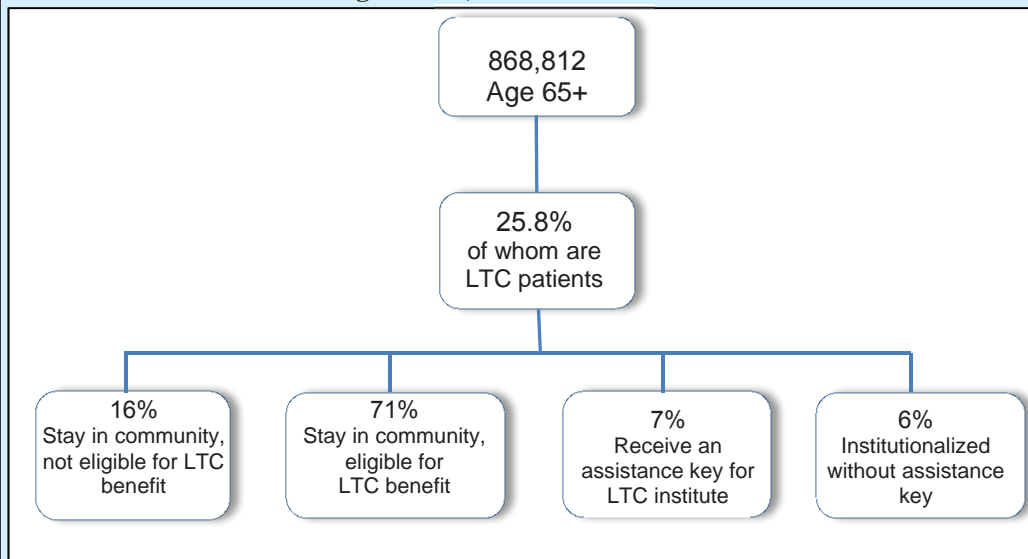 868,812
Age 65+
25.8%
of whom are
LTC patients
16%
Stay in community,
not eligible for LTC
benefit
71%
Stay in community,
eligible for
LTC benefit
7%
Receive an
assistance key for
LTC institute
6%
Institutionalized
without assistance
key